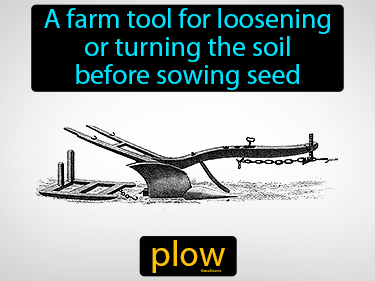 A farm tool for loosening
or turning the soil
before sowing seed
plow